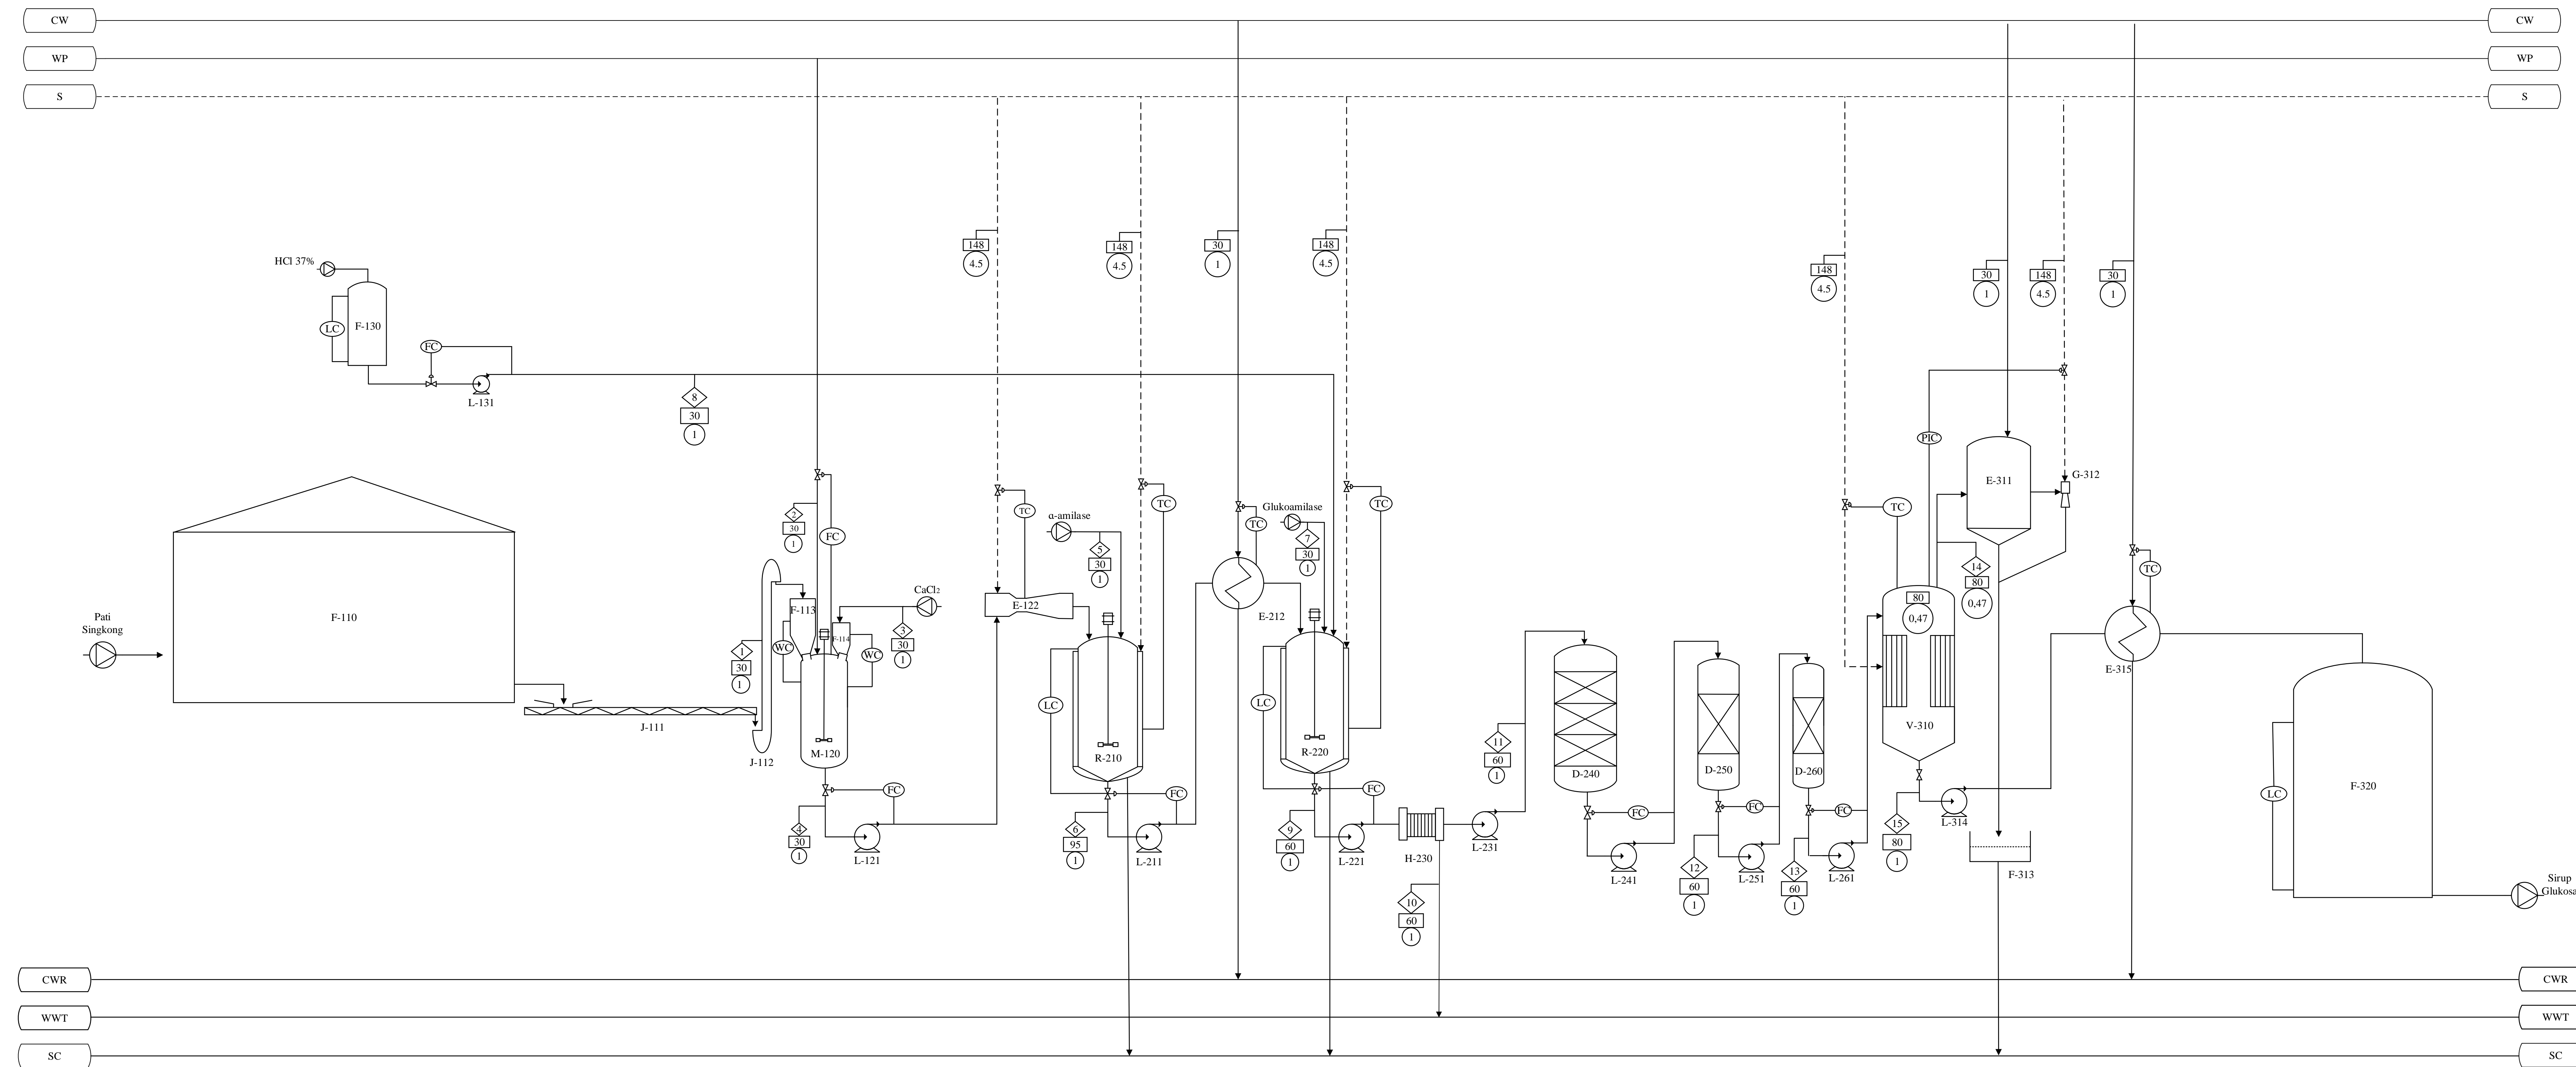 CW
CW
WP
WP
S
S
148
4.5
148
4.5
30
1
148
4.5
148
4.5
30
1
148
4.5
30
1
HCl 37%
LC
F-130
FC
L-131
8
30
1
PIC
G-312
E-311
2
30
1
FC
TC
α-amilase
5
30
1
TC
TC
Glukoamilase
7
30
1
TC
TC
14
80
0,47
TC
Pati
Singkong
F-110
J-111
J-112
1
30
1
F-113
F-114
WC
WC
CaCl2
3
30
1
M-120
4
30
1
FC
L-121
E-122
LC
R-210
6
95
1
FC
L-211
E-212
LC
R-220
9
60
1
FC
L-221
H-230
10
60
1
L-231
11
60
1
D-240
FC
L-241
D-250
12
60
1
FC
L-251
D-260
13
60
1
FC
L-261
80
0,47
V-310
15
80
1
L-314
F-313
E-315
LC
F-320
Sirup
Glukosa
CWR
CWR
WWT
WWT
SC
SC